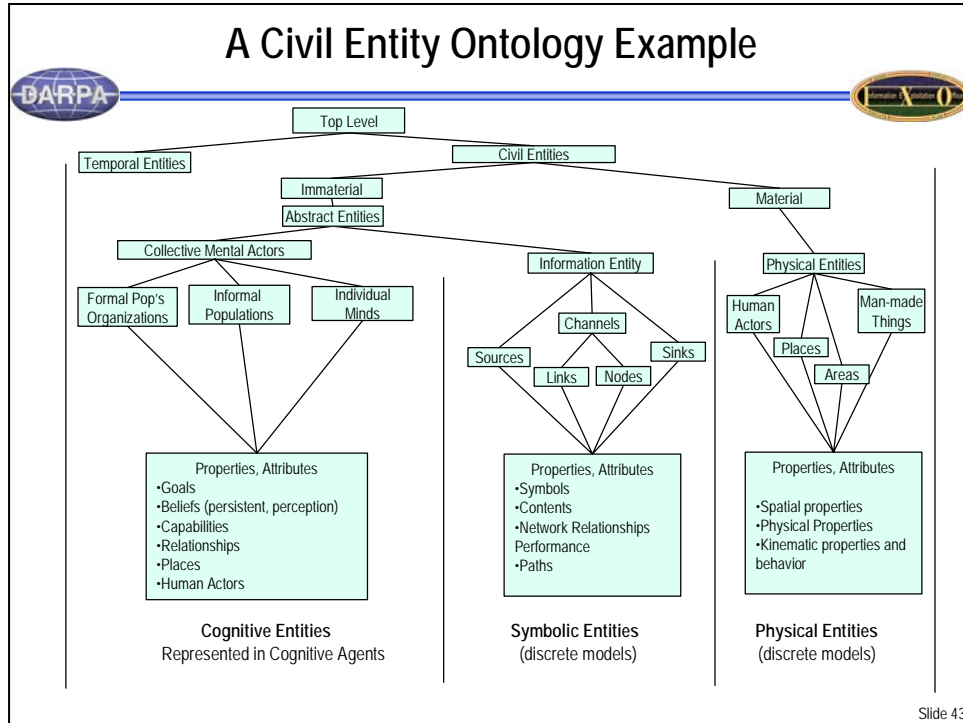 A Civil Entity Ontology Example
DARPA
Information Exploitation Office
I X O
Top Level
Temporal Entities
Civil Entities
Immaterial
Material
Abstract Entities
Collective Mental Actors
Information Entity
Physical Entities
Formal Pop's
Organizations
Informal
Populations
Individual
Minds
Channels
Sources
Sinks
Links
Nodes
Human
Actors
Man-made
Things
Places
Areas
Properties, Attributes
•Goals
•Beliefs (persistent, perception)
•Capabilities
•Relationships
•Places
•Human Actors
Properties, Attributes
•Symbols
•Contents
•Network Relationships
Performance
•Paths
Properties, Attributes
•Spatial properties
•Physical Properties
•Kinematic properties and
behavior
Cognitive Entities
Represented in Cognitive Agents
Symbolic Entities
(discrete models)
Physical Entities
(discrete models)
Slide 43